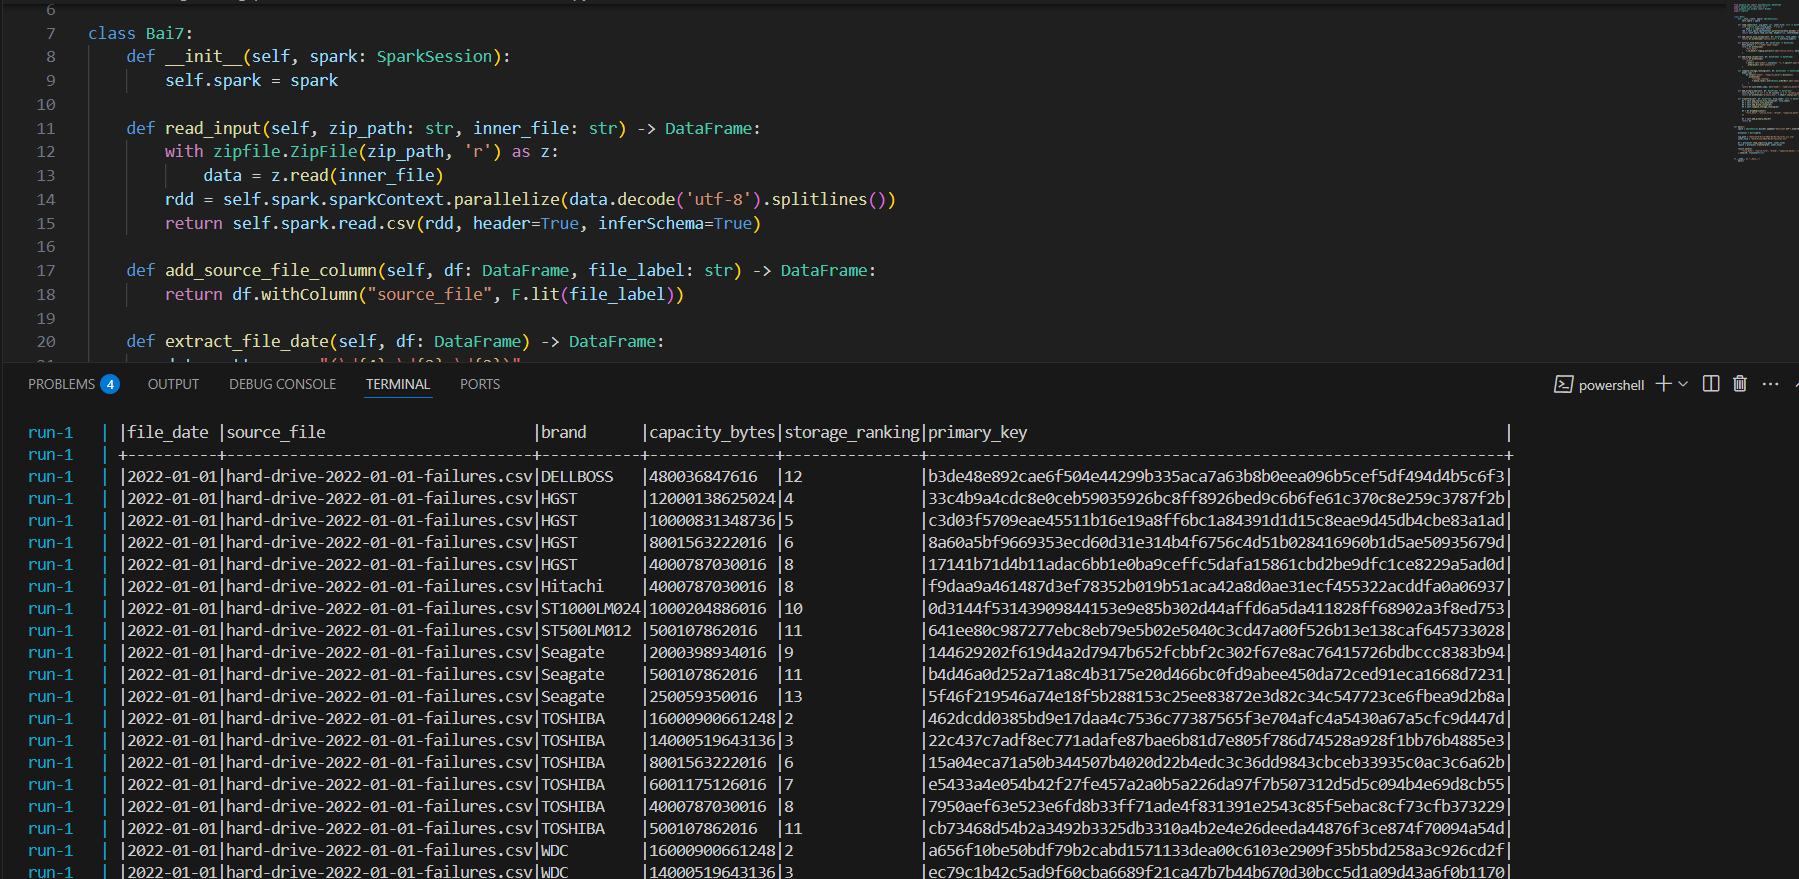 6
7 class Bai7:
8 def __init__(self, spark: SparkSession):
9 self.spark = spark
10
11 def read_input(self, zip_path: str, inner_file: str) -> DataFrame:
12 with zipfile.ZipFile(zip_path, 'r') as z:
13 data = z.read(inner_file)
14 rdd = self.spark.sparkContext.parallelize(data.decode('utf-8').splitlines())
15 return self.spark.read.csv(rdd, header=True, inferSchema=True)
16
17 def add_source_file_column(self, df: DataFrame, file_label: str) -> DataFrame:
18 return df.withColumn("source_file", F.lit(file_label))
19
20 def extract_file_date(self, df: DataFrame) -> DataFrame:
PROBLEMS 4 OUTPUT DEBUG CONSOLE TERMINAL PORTS powershell
run-1 | |file_date |source_file |brand |capacity_bytes|storage_ranking|primary_key |
run-1 | +----------+--------------------------------+-----------+--------------+---------------+----------------------------------------------------------------+
run-1 | |2022-01-01|hard-drive-2022-01-01-failures.csv|DELLBOSS |480036847616 |12 |b3de48e892cae6f504e44299b335aca7a63b8b0eea096b5cef5df494d4b5c6f3|
run-1 | |2022-01-01|hard-drive-2022-01-01-failures.csv|HGST |12000138625024|4 |33c4b9a4cdc8e0ceb59035926bc8ff8926bed9c6b6fe61c370c8e259c3787f2b|
run-1 | |2022-01-01|hard-drive-2022-01-01-failures.csv|HGST |10000831348736|5 |c3d03f5709eae45511b16e19a8ff6bc1a84391d1d15c8eae9d45db4cbe83a1ad|
run-1 | |2022-01-01|hard-drive-2022-01-01-failures.csv|HGST |8001563222016 |6 |8a60a5bf9669353ecd60d31e314b4f6756c4d51b028416960b1d5ae50935679d|
run-1 | |2022-01-01|hard-drive-2022-01-01-failures.csv|HGST |4000787030016 |8 |17141b71d4b11adac6bb1e0ba9ceffc5dafa15861cbd2be9dfc1ce8229a5ad0d|
run-1 | |2022-01-01|hard-drive-2022-01-01-failures.csv|Hitachi |4000787030016 |8 |f9daa9a461487d3ef78352b019b51aca42a8d0ae31ecf455322acddfa0a06937|
run-1 | |2022-01-01|hard-drive-2022-01-01-failures.csv|ST1000LM024|1000204886016 |10 |0d3144f53143909844153e9e85b302d44affd6a5da411828ff68902a3f8ed753|
run-1 | |2022-01-01|hard-drive-2022-01-01-failures.csv|ST500LM012 |500107862016 |11 |641ee80c987277ebc8eb79e5b02e5040c3cd47a00f526b13e138caf645733028|
run-1 | |2022-01-01|hard-drive-2022-01-01-failures.csv|Seagate |2000398934016 |9 |144629202f619d4a2d7947b652fcbbf2c302f67e8ac76415726bdbccc8383b94|
run-1 | |2022-01-01|hard-drive-2022-01-01-failures.csv|Seagate |500107862016 |11 |b4d46a0d252a71a8c4b3175e20d466bc0fd9abee450da72ced91eca1668d7231|
run-1 | |2022-01-01|hard-drive-2022-01-01-failures.csv|Seagate |250059350016 |13 |5f46f219546a74e18f5b288153c25ee83872e3d82c34c547723ce6fbea9d2b8a|
run-1 | |2022-01-01|hard-drive-2022-01-01-failures.csv|TOSHIBA |16000900661248|2 |462dcdd0385bd9e17daa4c7536c77387565f3e704afc4a5430a67a5cfc9d447d|
run-1 | |2022-01-01|hard-drive-2022-01-01-failures.csv|TOSHIBA |14000519643136|3 |22c437c7adf8ec771adafe87bae6b81d7e805f786d74528a928f1bb76b4885e3|
run-1 | |2022-01-01|hard-drive-2022-01-01-failures.csv|TOSHIBA |8001563222016 |6 |15a04eca71a50b344507b4020d22b4edc3c36dd9843cbceb33935c0ac3c6a62b|
run-1 | |2022-01-01|hard-drive-2022-01-01-failures.csv|TOSHIBA |6001175126016 |7 |e5433a4e054b42f27fe457a2a0b5a226da97f7b507312d5d5c094b4e69d8cb55|
run-1 | |2022-01-01|hard-drive-2022-01-01-failures.csv|TOSHIBA |4000787030016 |8 |7950aef63e523e6fd8b33ff71ade4f831391e2543c85f5ebac8cf73cfb373229|
run-1 | |2022-01-01|hard-drive-2022-01-01-failures.csv|TOSHIBA |500107862016 |11 |cb73468d54b2a3492b3325db3310a4b2e4e26deeda44876f3ce874f70094a54d|
run-1 | |2022-01-01|hard-drive-2022-01-01-failures.csv|WDC |16000900661248|2 |a656f10be50bdf79b2cabd1571133dea00c6103e2909f35b5bd258a3c926cd2f|
run-1 | |2022-01-01|hard-drive-2022-01-01-failures.csv|WDC |14000519643136|3 |ec79c1b42c5ad9f60cba6689f21ca47b7b44b670d30bcc5d1a09d43a6f0b1170|